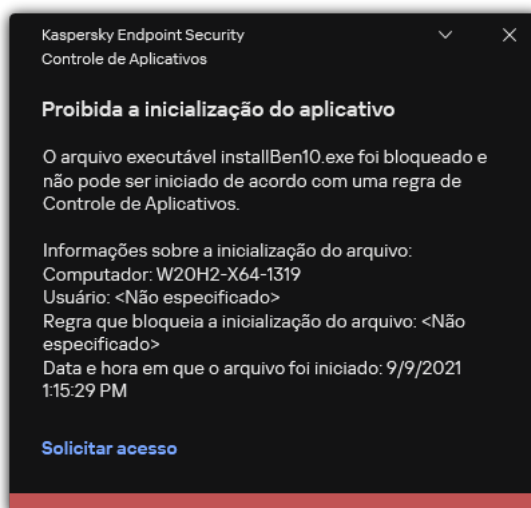 Kaspersky Endpoint Security
Controle de Aplicativos
Proibida a inicialização do aplicativo
O arquivo executável installBen10.exe foi bloqueado e
não pode ser iniciado de acordo com uma regra de
Controle de Aplicativos.
Informações sobre a inicialização do arquivo:
Computador: W20H2-X64-1319
Usuário: <Não especificado>
Regra que bloqueia a inicialização do arquivo: <Não
especificado>
Data e hora em que o arquivo foi iniciado: 9/9/2021
1:15:29 PM
Solicitar acesso